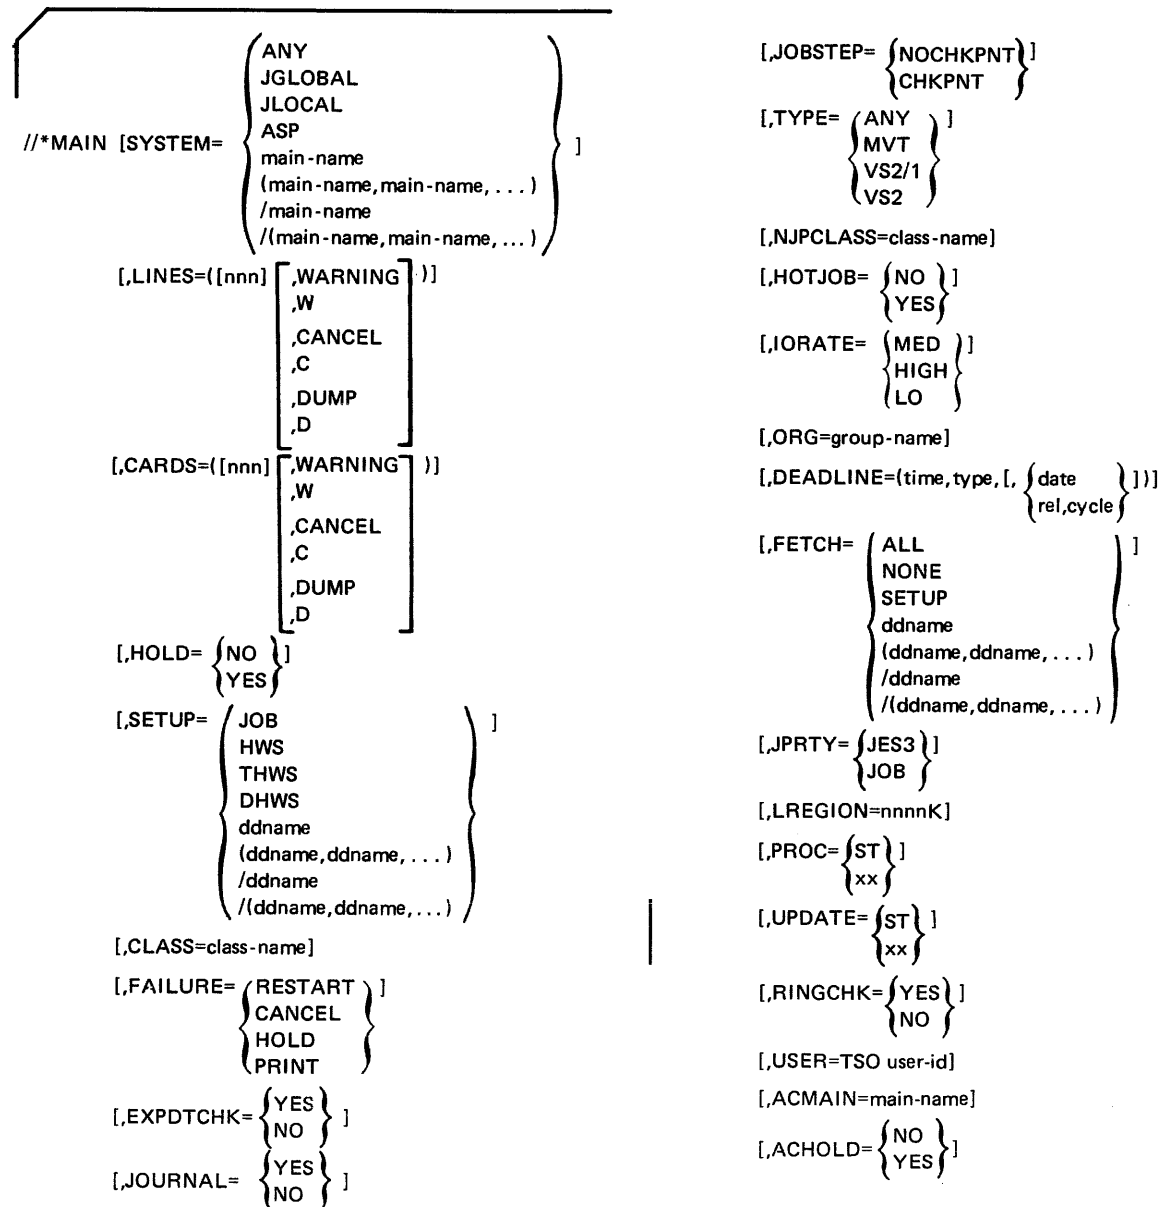 //*MAIN [SYSTEM= { ANY
JGLOBAL
JLOCAL
ASP
main-name
(main-name,main-name, . . . )
/main-name
/(main-name,main-name, ... ) } ]
[,LINES=([nnn] [ ,WARNING
,W
,CANCEL
,C
,DUMP
,D ] )]
[,CARDS=([nnn] [ ,WARNING
,W
,CANCEL
,C
,DUMP
,D ] )]
[,HOLD= { NO
YES } ]
[,SETUP= { JOB
HWS
THWS
DHWS
ddname
(ddname,ddname, . . . )
/ddname
/(ddname,ddname, . . . ) } ]
[,CLASS=class-name]
[,FAILURE= { RESTART
CANCEL
HOLD
PRINT } ]
[,EXPDTCHK= { YES
NO } ]
[,JOURNAL= { YES
NO } ]
[,JOBSTEP= { NOCHKPNT
CHKPNT } ]
[,TYPE= { ANY
MVT
VS2/1
VS2 } ]
[,NJPCLASS=class-name]
[,HOTJOB= { NO
YES } ]
[,IORATE= { MED
HIGH
LO } ]
[,ORG=group-name]
[,DEADLINE=(time,type,[, { date
rel,cycle } ])]
[,FETCH= { ALL
NONE
SETUP
ddname
(ddname,ddname, . . . )
/ddname
/(ddname,ddname, . . . ) } ]
[,JPRTY= { JES3
JOB } ]
[,LREGION=nnnnK]
[,PROC= { ST
xx } ]
[,UPDATE= { ST
xx } ]
[,RINGCHK= { YES
NO } ]
[,USER=TSO user-id]
[,ACMAIN=main-name]
[,ACHOLD= { NO
YES } ]